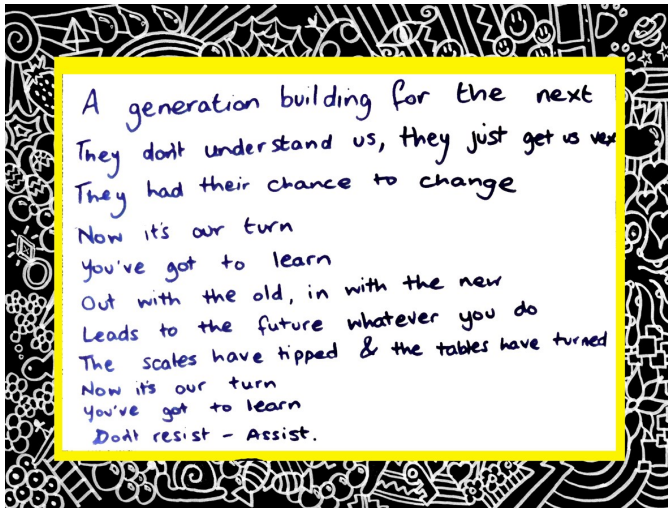 A generation building for the next
They don't understand us, they just get us vex
They had their chance to change
Now it's our turn
You've got to learn
Out with the old, in with the new
Leads to the future whatever you do
The scales have tipped & the tables have turned
Now it's our turn
You've got to learn
Don't resist - Assist.